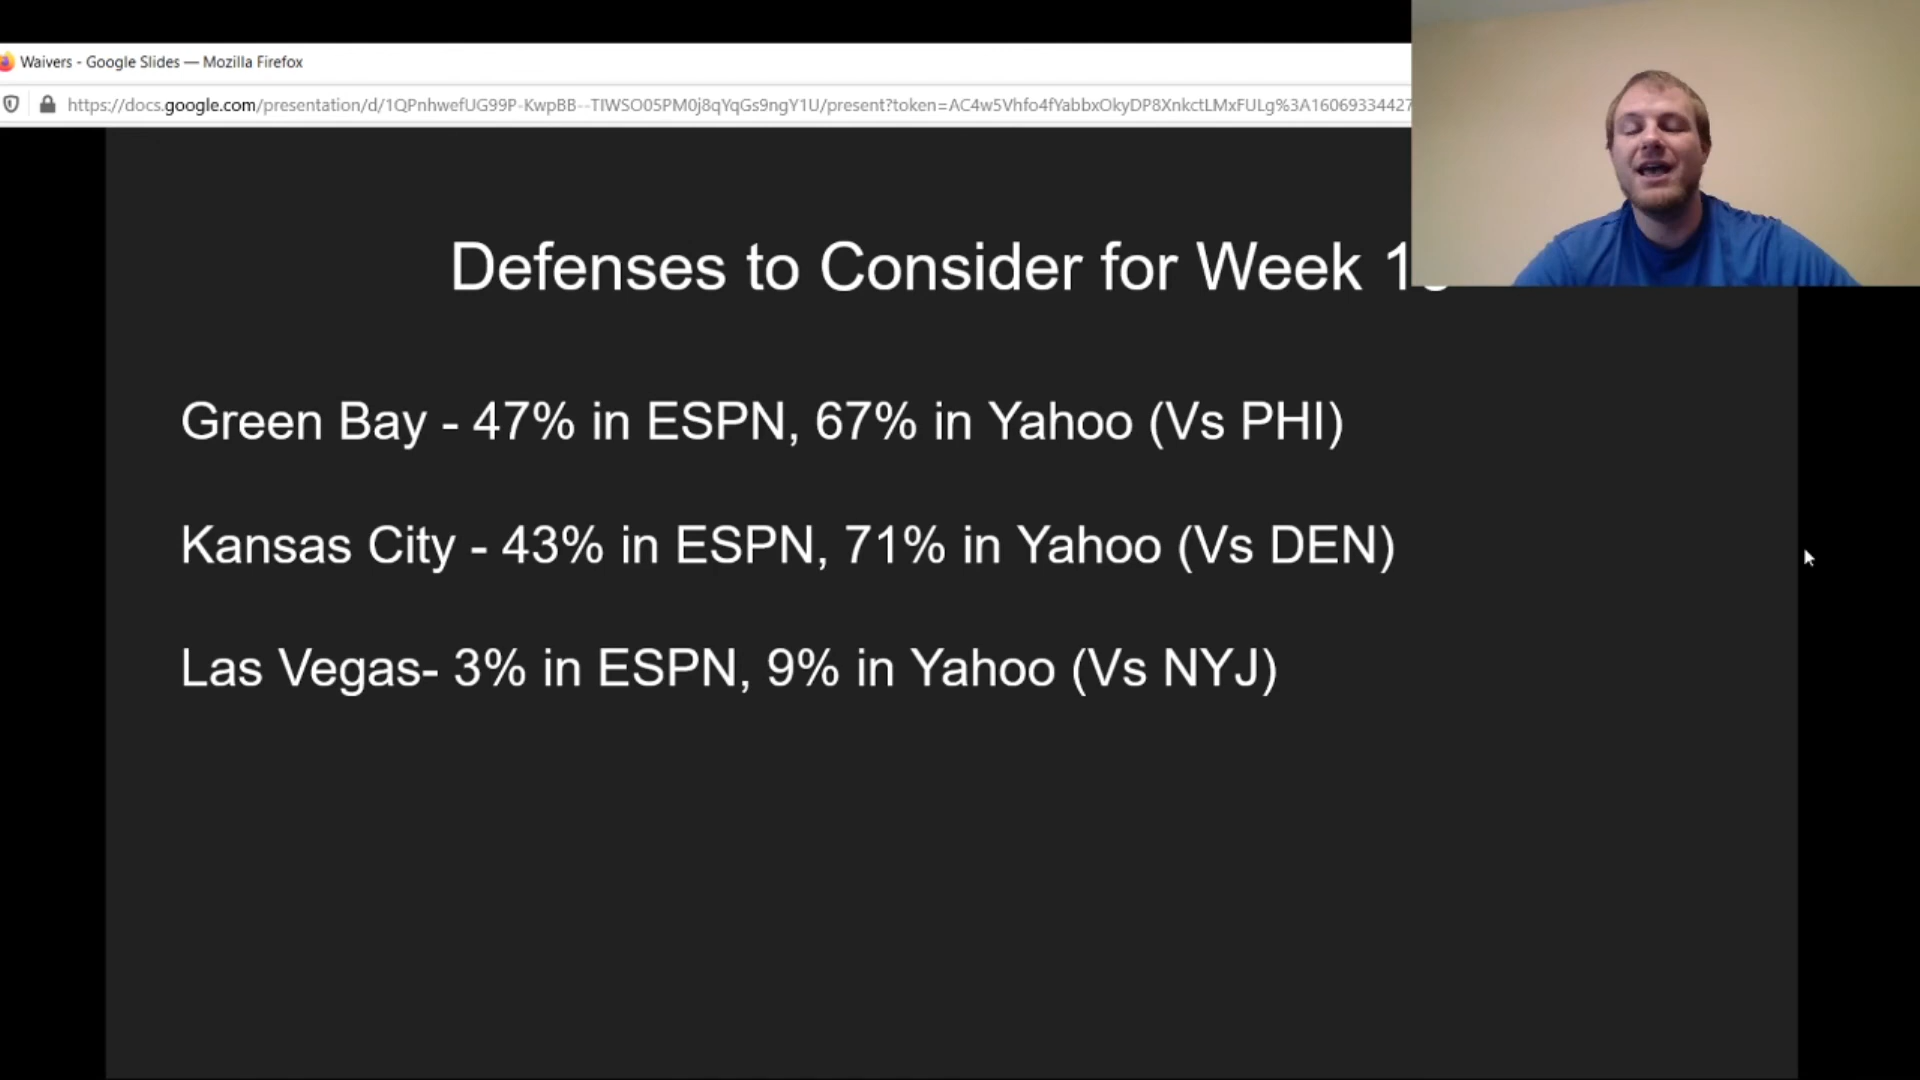 Waivers - Google Slides — Mozilla Firefox
https://docs.google.com/presentation/d/1QPnhwefUG99P-KwpBB--TIWSO05PM0j8qYqGs9ngY1U/present?token=AC4w5Vhfo4fYabbxOkyDP8XnkctLMxFULg%3A16069334427
Defenses to Consider for Week 1
Green Bay - 47% in ESPN, 67% in Yahoo (Vs PHI)
Kansas City - 43% in ESPN, 71% in Yahoo (Vs DEN)
Las Vegas- 3% in ESPN, 9% in Yahoo (Vs NYJ)